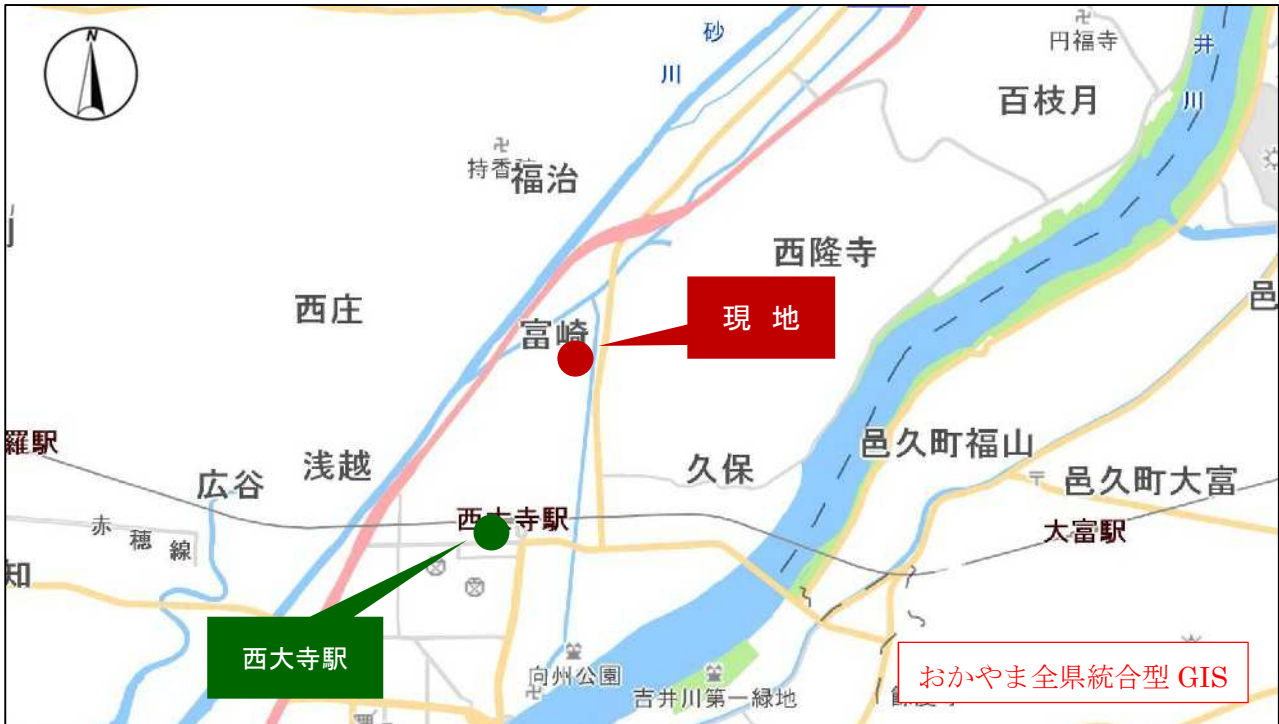 N
砂
川
円福寺
井
川
百枝月
持香
福治
西隆寺
西庄
現 地
富崎
邑
羅駅
浅越
広谷
久保
邑久町福山
邑久町大富
西大寺駅
赤
穂
線
大富駅
知
西大寺駅
向州公園
吉井川第一緑地
おかやま全県統合型 GIS